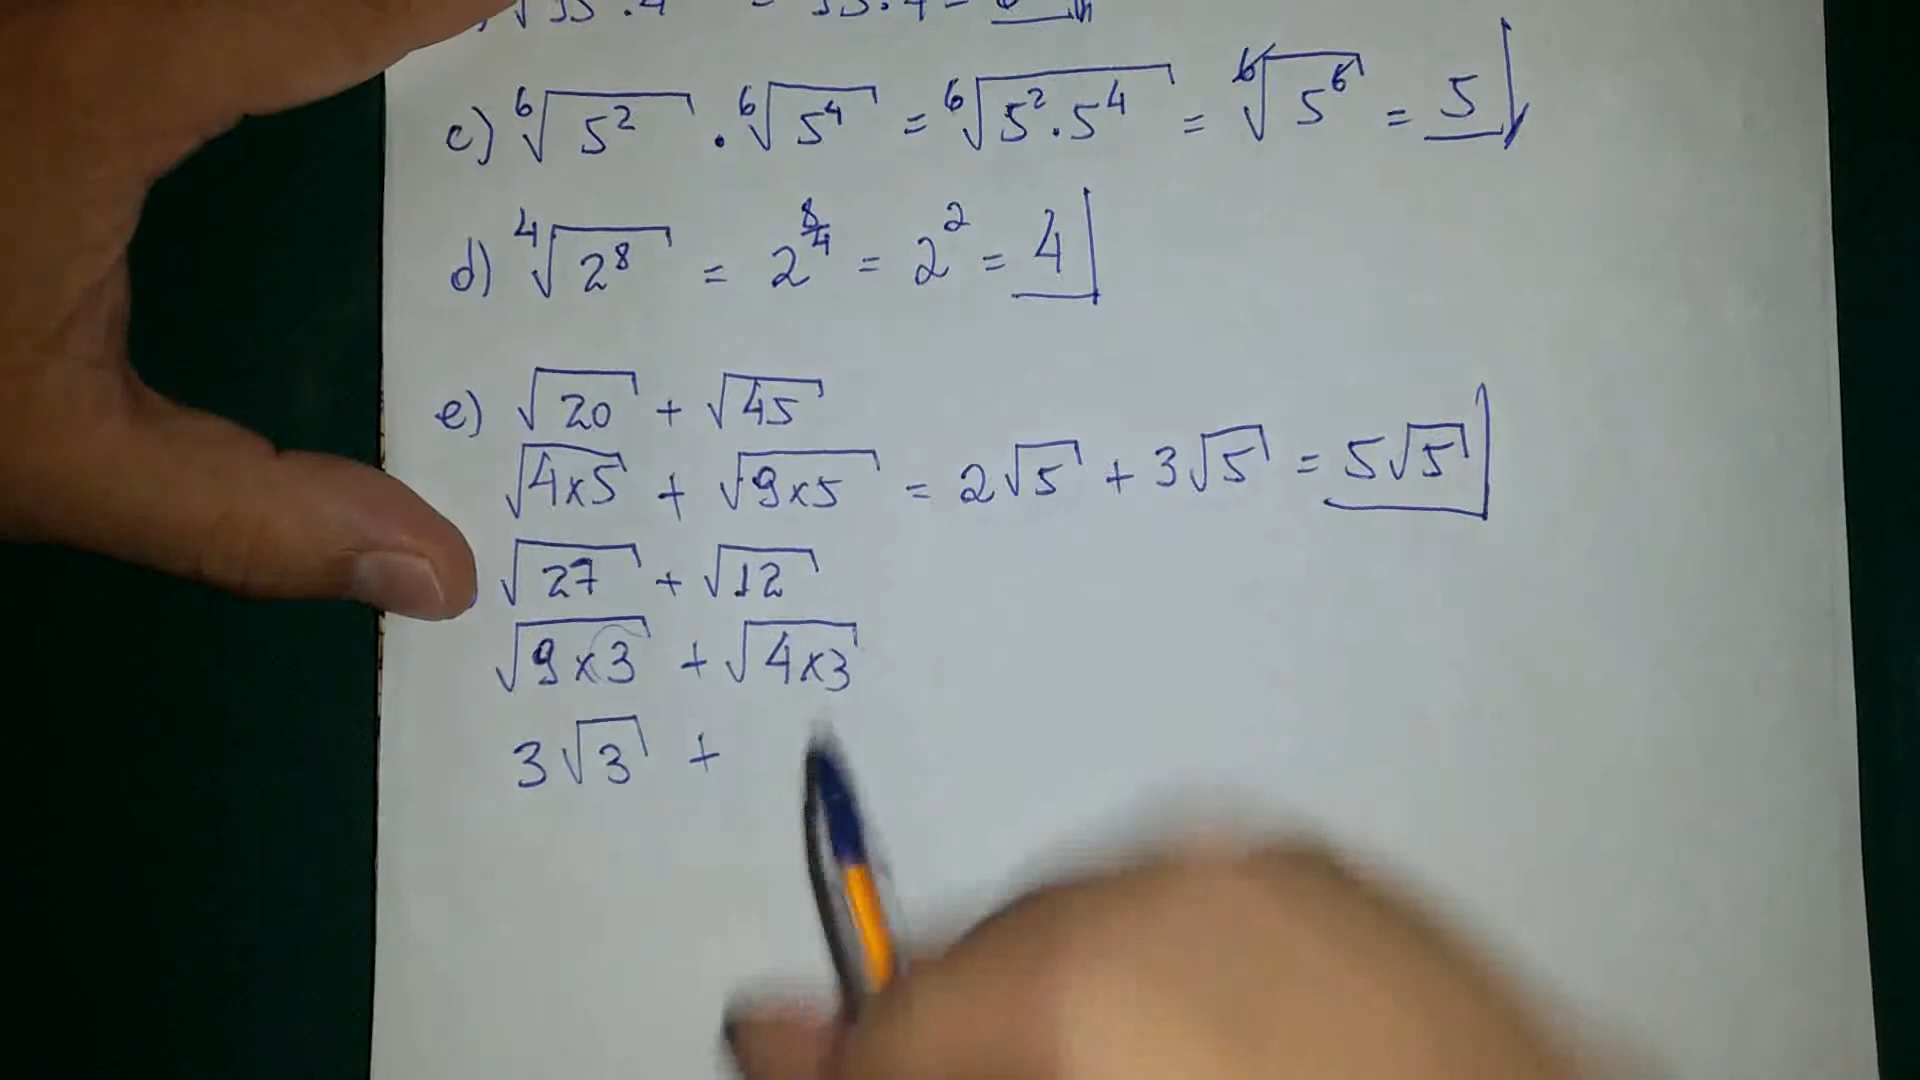 c) ⁶√5² · ⁶√5⁴ = ⁶√5²·5⁴ = ⁶√5⁶ = 5
d) ⁴√2⁸ = 2^(8/4) = 2² = 4
e) √20 + √45
√4x5 + √9x5 = 2√5 + 3√5 = 5√5
√27 + √12
√9x3 + √4x3
3√3 +